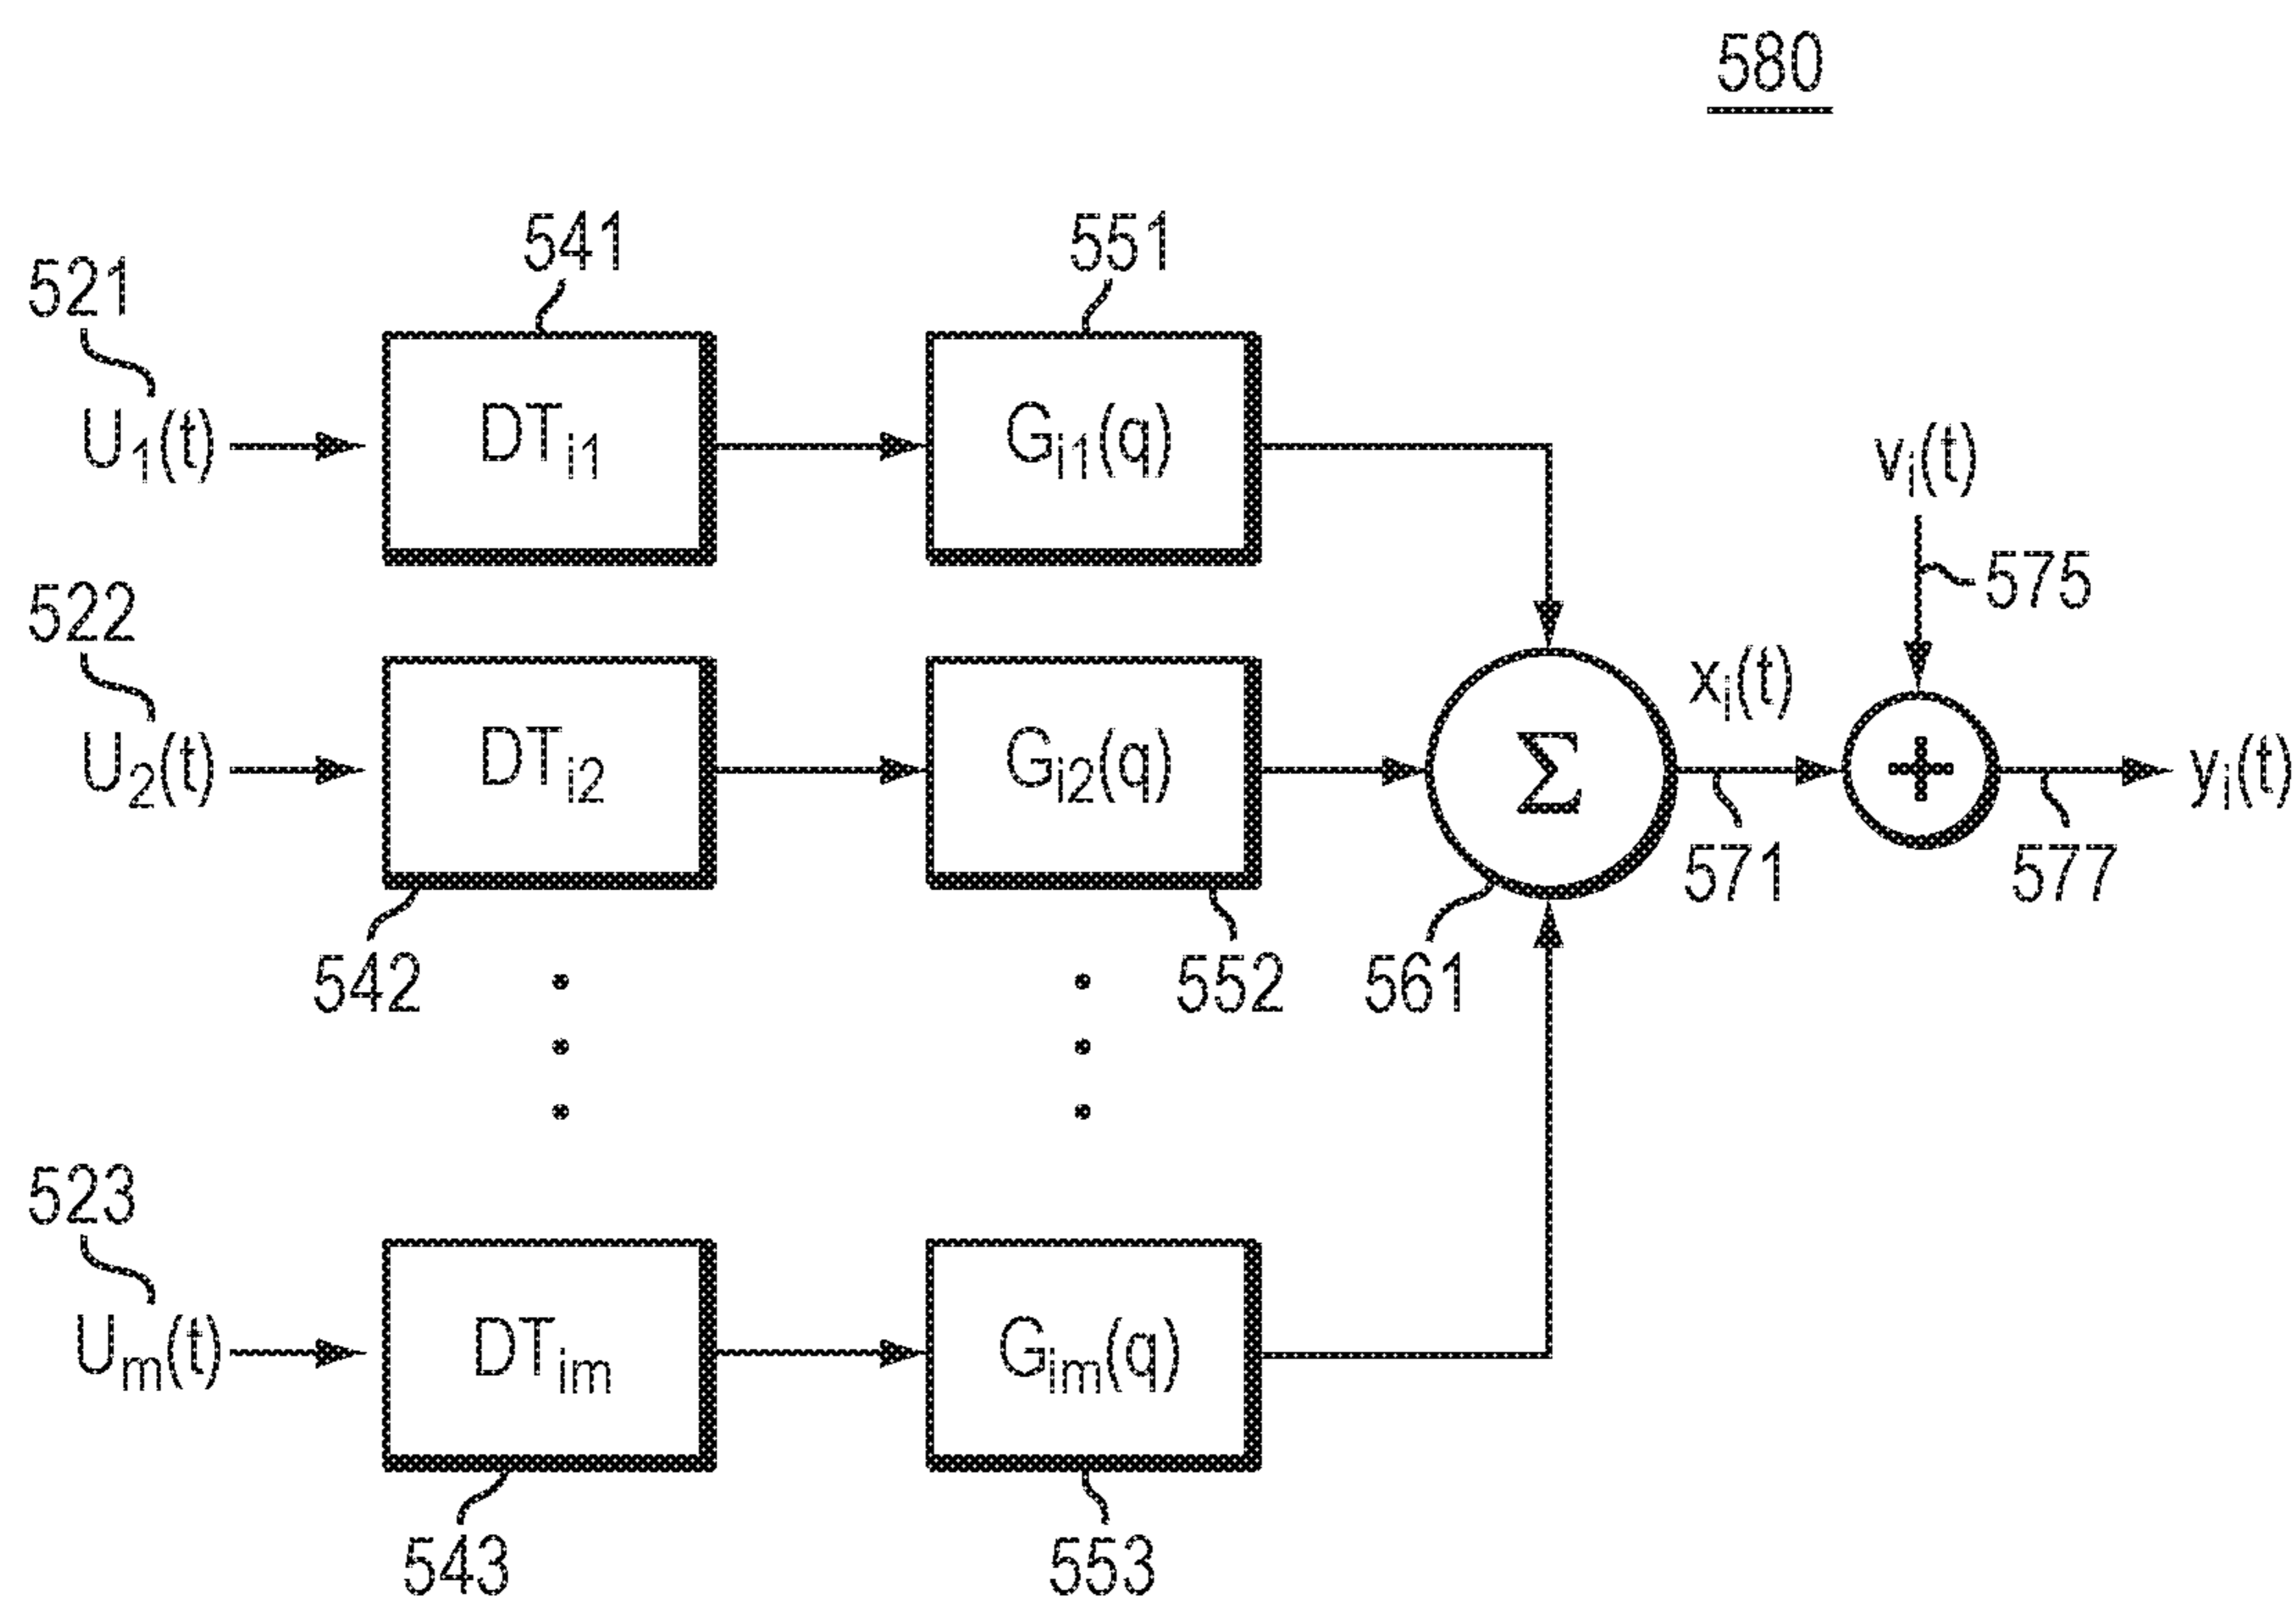 580
541
551
521
U₁(t)
DTᵢ₁
Gᵢ₁(q)
vᵢ(t)
575
522
U₂(t)
DTᵢ₂
Gᵢ₂(q)
Σ
xᵢ(t)
+
yᵢ(t)
571
577
542
552
561
523
Uₘ(t)
DTᵢₘ
Gᵢₘ(q)
543
553